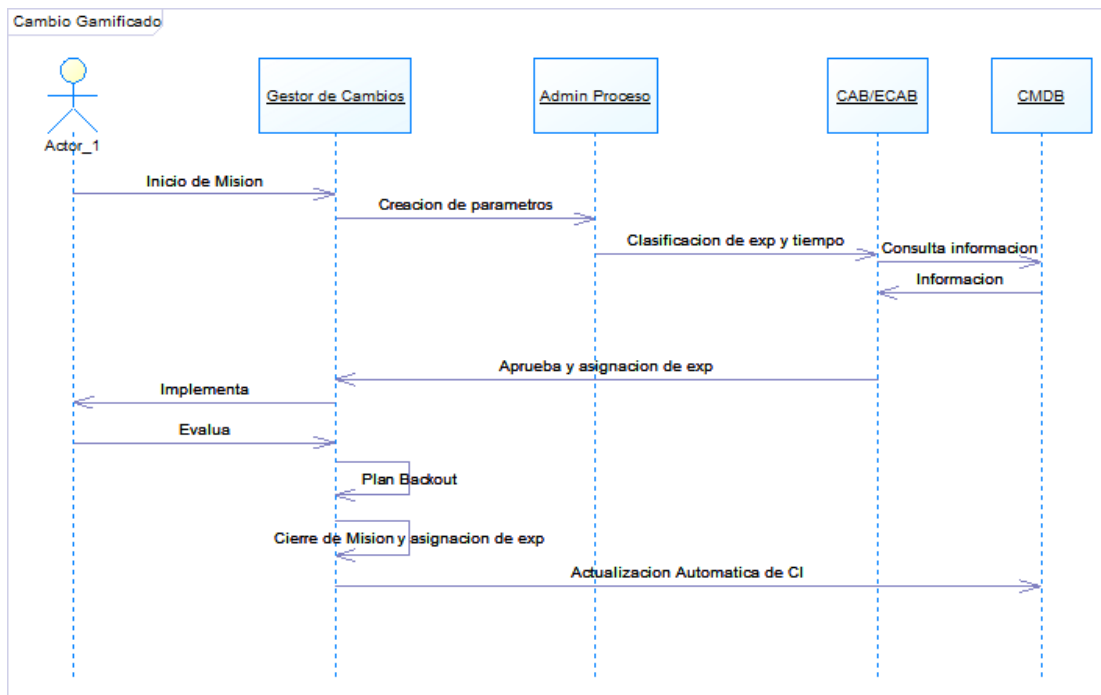 Cambio Gamificado
Gestor de Cambios
Admin Proceso
CAB/ECAB
CMDB
Actor_1
Inicio de Mision
Creacion de parametros
Clasificacion de exp y tiempo
Consulta informacion
Informacion
Aprueba y asignacion de exp
Implementa
Evalua
Plan Backout
Cierre de Mision y asignacion de exp
Actualizacion Automatica de CI